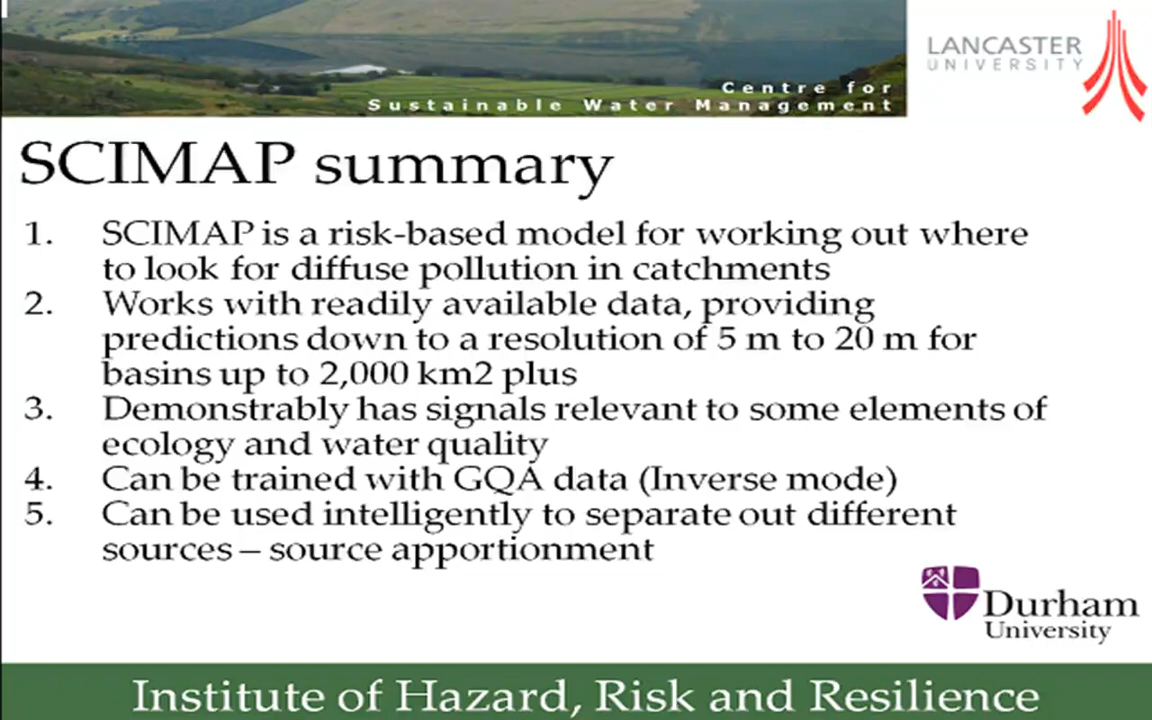 Centre for
Sustainable Water Management
LANCASTER
UNIVERSITY
SCIMAP summary
1. SCIMAP is a risk-based model for working out where
to look for diffuse pollution in catchments
2. Works with readily available data, providing
predictions down to a resolution of 5 m to 20 m for
basins up to 2,000 km2 plus
3. Demonstrably has signals relevant to some elements of
ecology and water quality
4. Can be trained with GQA data (Inverse mode)
5. Can be used intelligently to separate out different
sources – source apportionment
Durham
University
Institute of Hazard, Risk and Resilience